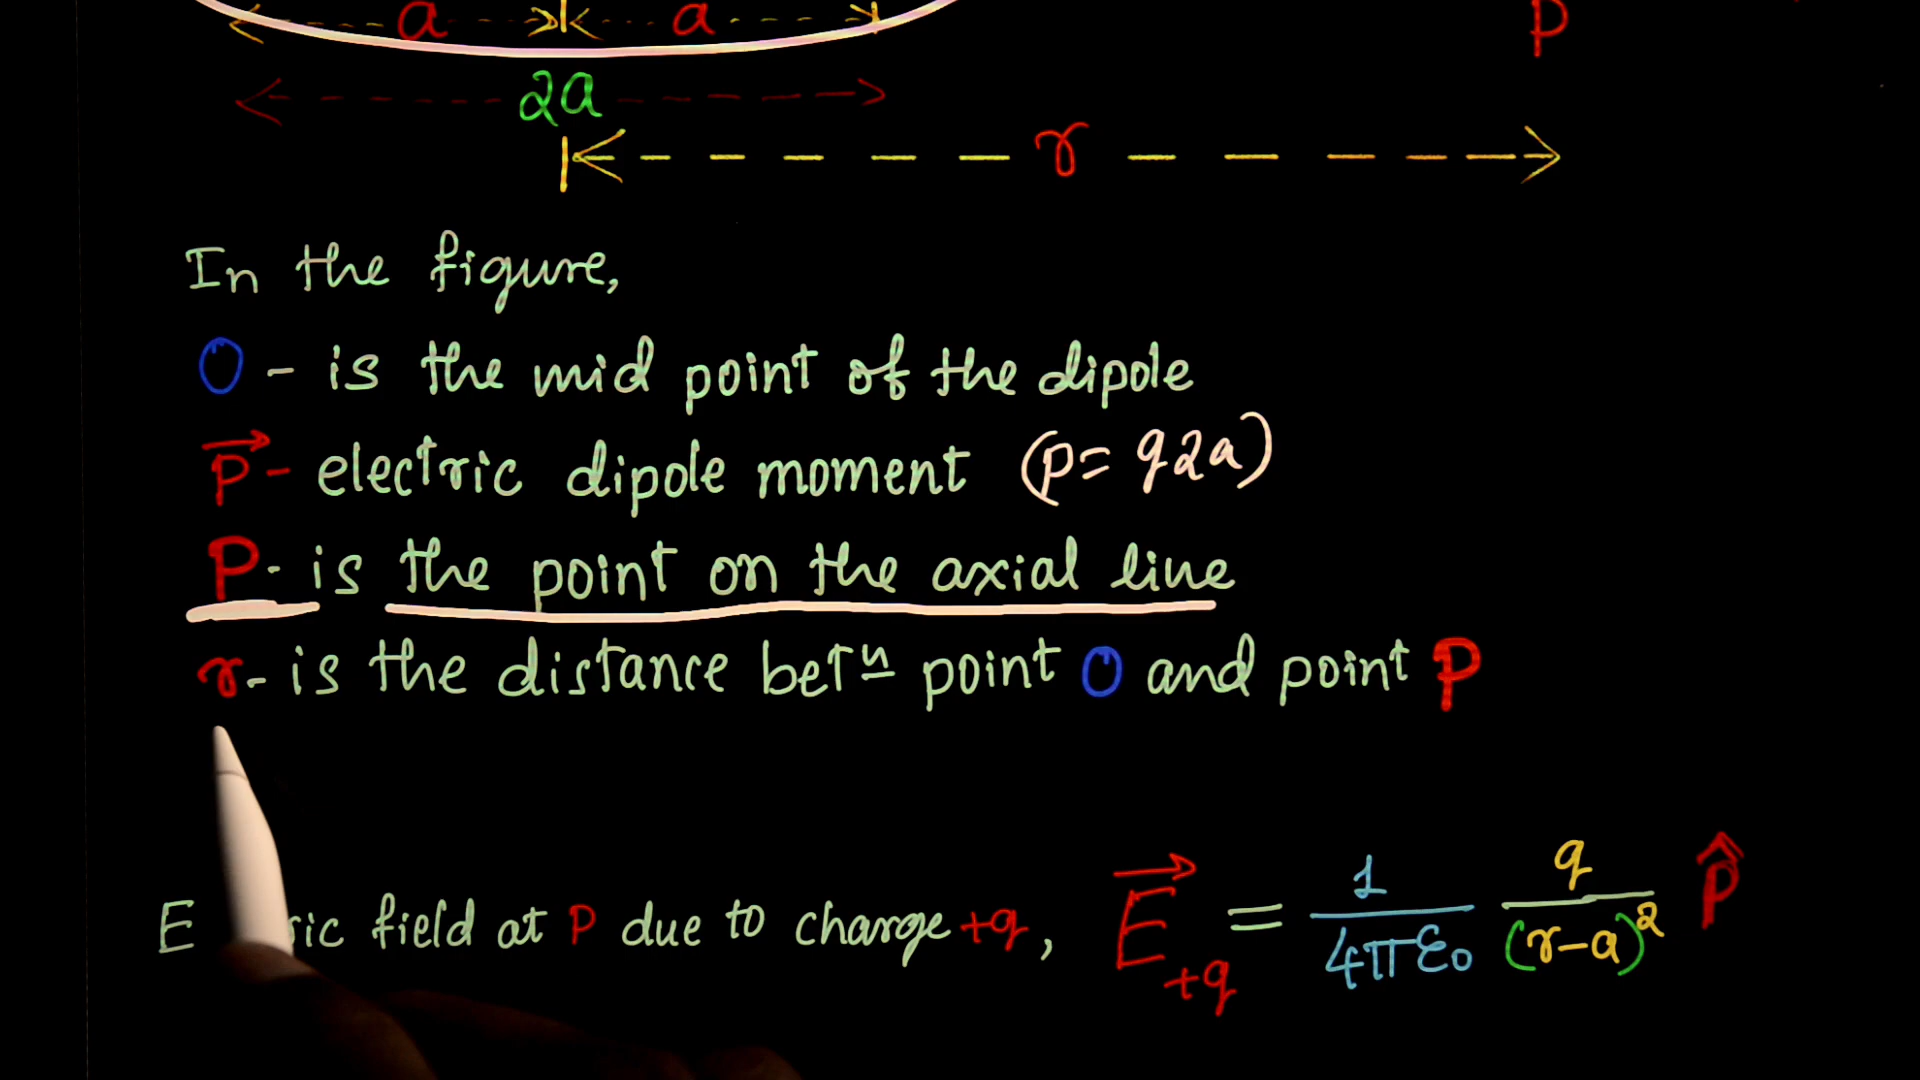 a a P
2a
r
In the figure,
O - is the mid point of the dipole
p⃗ - electric dipole moment (p = q2a)
P - is the point on the axial line
r - is the distance betⁿ point O and point P
field at P due to charge +q, E⃗₊q = 1/4πε₀ q/(r-a)² p̂